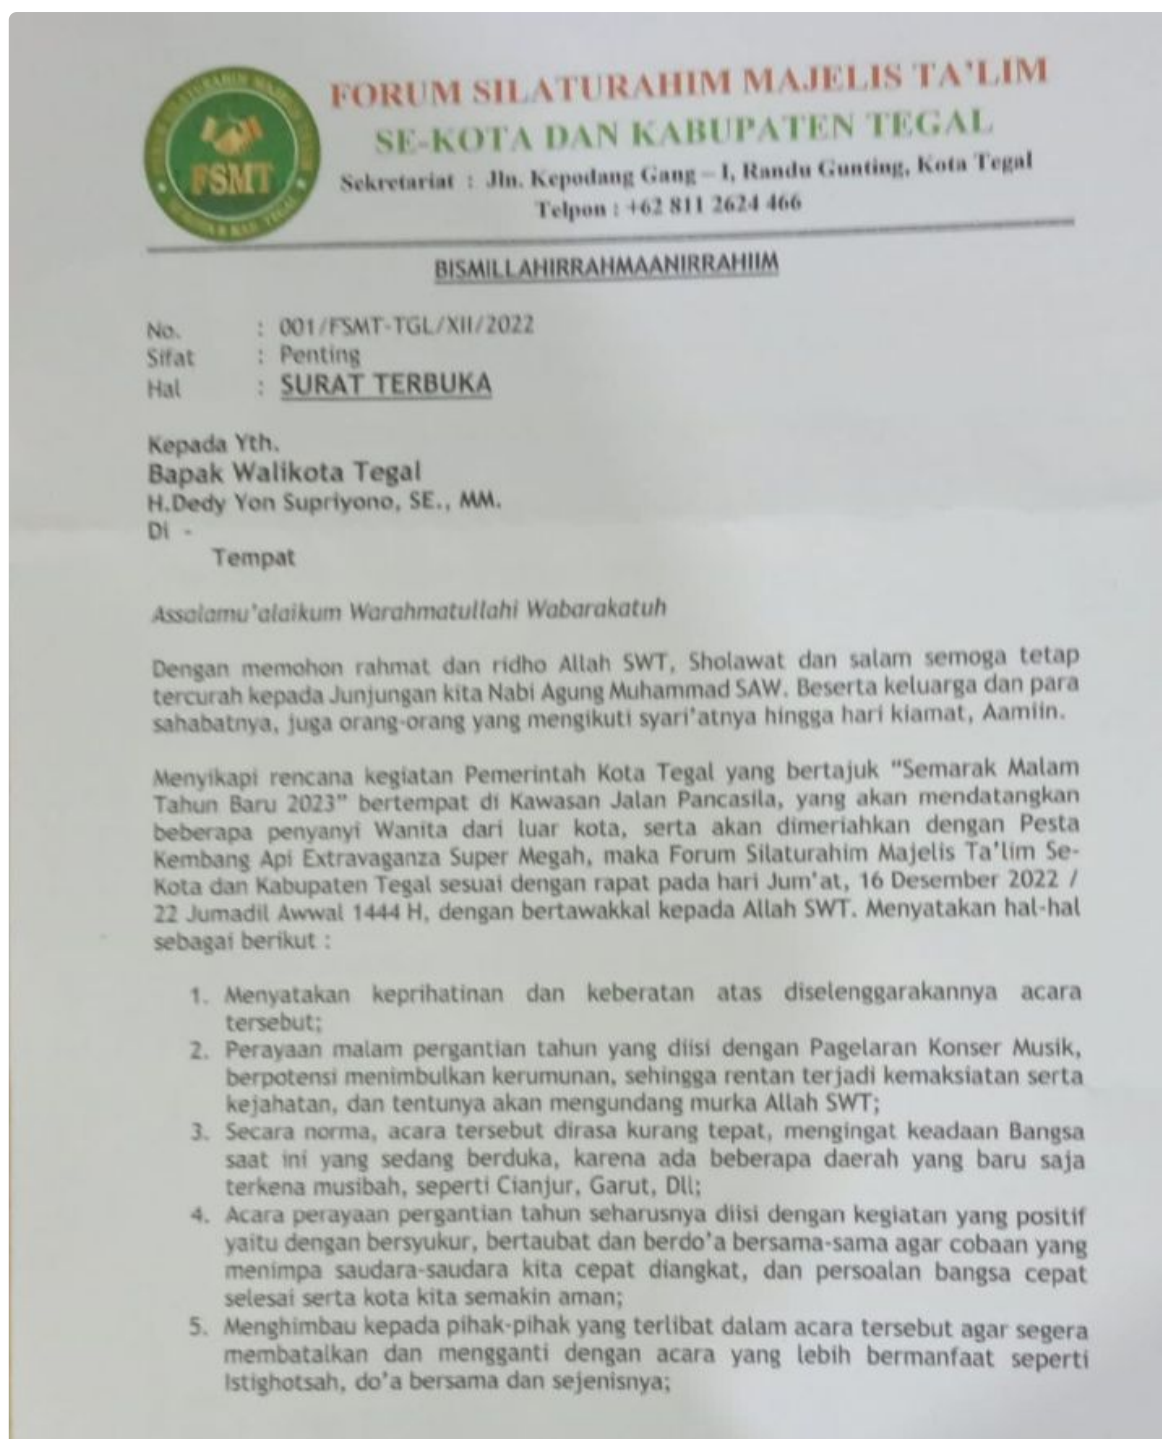 FORUM SILATURAHIM MAJELIS TA'LIM
SE-KOTA DAN KABUPATEN TEGAL
Sekretariat : Jln. Kepodang Gang – I, Randu Gunting, Kota Tegal
Telpon : +62 811 2624 466
FSMT
BISMILLAHIRRAHMAANIRRAHIIM
No. : 001/FSMT-TGL/XII/2022
Sifat : Penting
Hal : SURAT TERBUKA
Kepada Yth.
Bapak Walikota Tegal
H.Dedy Yon Supriyono, SE., MM.
Di -
Tempat
Assalamu'alaikum Warahmatullahi Wabarakatuh
Dengan memohon rahmat dan ridho Allah SWT, Sholawat dan salam semoga tetap
tercurah kepada Junjungan kita Nabi Agung Muhammad SAW. Beserta keluarga dan para
sahabatnya, juga orang-orang yang mengikuti syari'atnya hingga hari kiamat, Aamiin.
Menyikapi rencana kegiatan Pemerintah Kota Tegal yang bertajuk "Semarak Malam
Tahun Baru 2023" bertempat di Kawasan Jalan Pancasila, yang akan mendatangkan
beberapa penyanyi Wanita dari luar kota, serta akan dimeriahkan dengan Pesta
Kembang Api Extravaganza Super Megah, maka Forum Silaturahim Majelis Ta'lim Se-
Kota dan Kabupaten Tegal sesuai dengan rapat pada hari Jum'at, 16 Desember 2022 /
22 Jumadil Awwal 1444 H, dengan bertawakkal kepada Allah SWT. Menyatakan hal-hal
sebagai berikut :
1. Menyatakan keprihatinan dan keberatan atas diselenggarakannya acara
tersebut;
2. Perayaan malam pergantian tahun yang diisi dengan Pagelaran Konser Musik,
berpotensi menimbulkan kerumunan, sehingga rentan terjadi kemaksiatan serta
kejahatan, dan tentunya akan mengundang murka Allah SWT;
3. Secara norma, acara tersebut dirasa kurang tepat, mengingat keadaan Bangsa
saat ini yang sedang berduka, karena ada beberapa daerah yang baru saja
terkena musibah, seperti Cianjur, Garut, Dll;
4. Acara perayaan pergantian tahun seharusnya diisi dengan kegiatan yang positif
yaitu dengan bersyukur, bertaubat dan berdo'a bersama-sama agar cobaan yang
menimpa saudara-saudara kita cepat diangkat, dan persoalan bangsa cepat
selesai serta kota kita semakin aman;
5. Menghimbau kepada pihak-pihak yang terlibat dalam acara tersebut agar segera
membatalkan dan mengganti dengan acara yang lebih bermanfaat seperti
Istighotsah, do'a bersama dan sejenisnya;